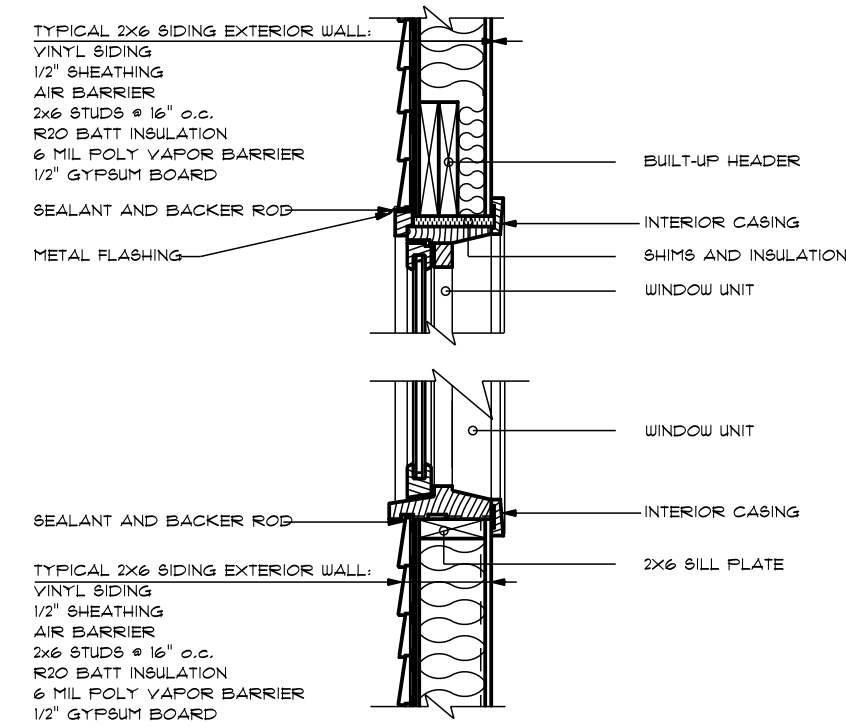 TYPICAL 2X6 SIDING EXTERIOR WALL:
VINYL SIDING
1/2" SHEATHING
AIR BARRIER
2x6 STUDS @ 16" o.c.
R20 BATT INSULATION
6 MIL POLY VAPOR BARRIER
1/2" GYPSUM BOARD
SEALANT AND BACKER ROD
METAL FLASHING
BUILT-UP HEADER
INTERIOR CASING
SHIMS AND INSULATION
WINDOW UNIT
WINDOW UNIT
INTERIOR CASING
2X6 SILL PLATE
SEALANT AND BACKER ROD
TYPICAL 2X6 SIDING EXTERIOR WALL:
VINYL SIDING
1/2" SHEATHING
AIR BARRIER
2x6 STUDS @ 16" o.c.
R20 BATT INSULATION
6 MIL POLY VAPOR BARRIER
1/2" GYPSUM BOARD